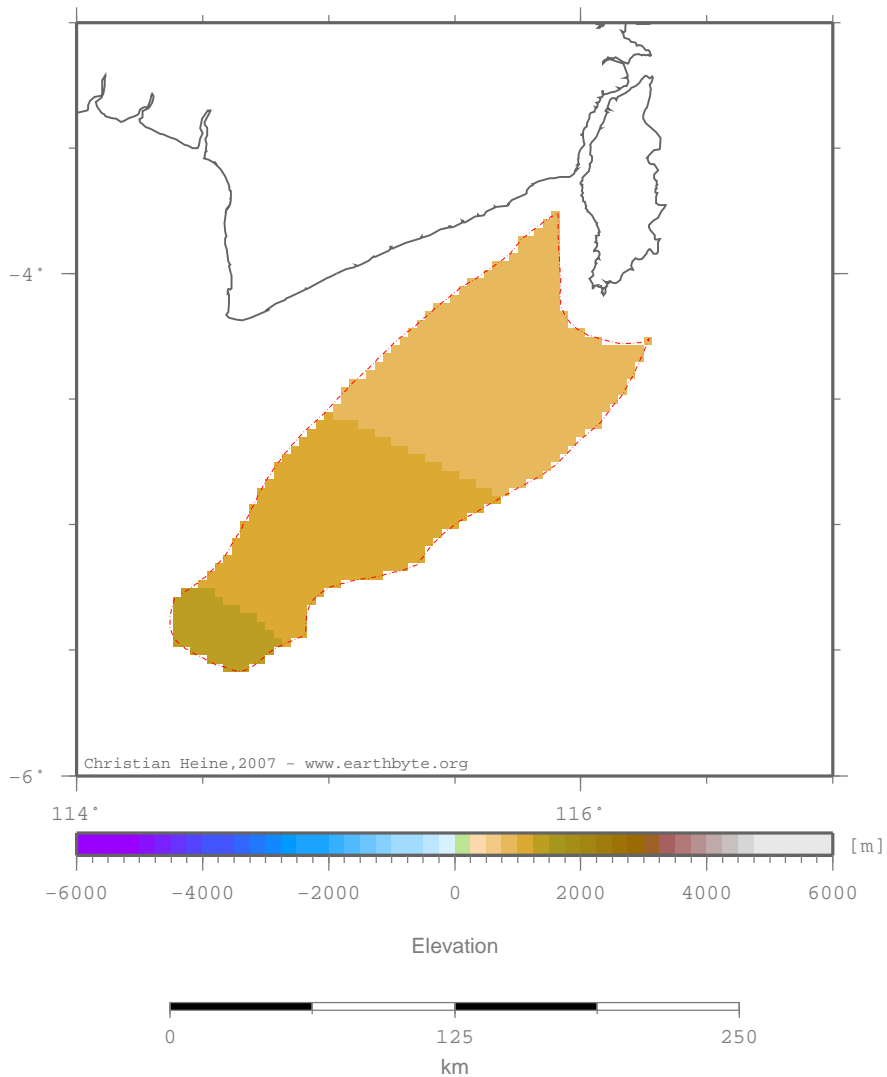 -4°
Christian Heine,2007 - www.earthbyte.org
-6°
114° 116°
[m]
-6000 -4000 -2000 0 2000 4000 6000
Elevation
0 125 250
km